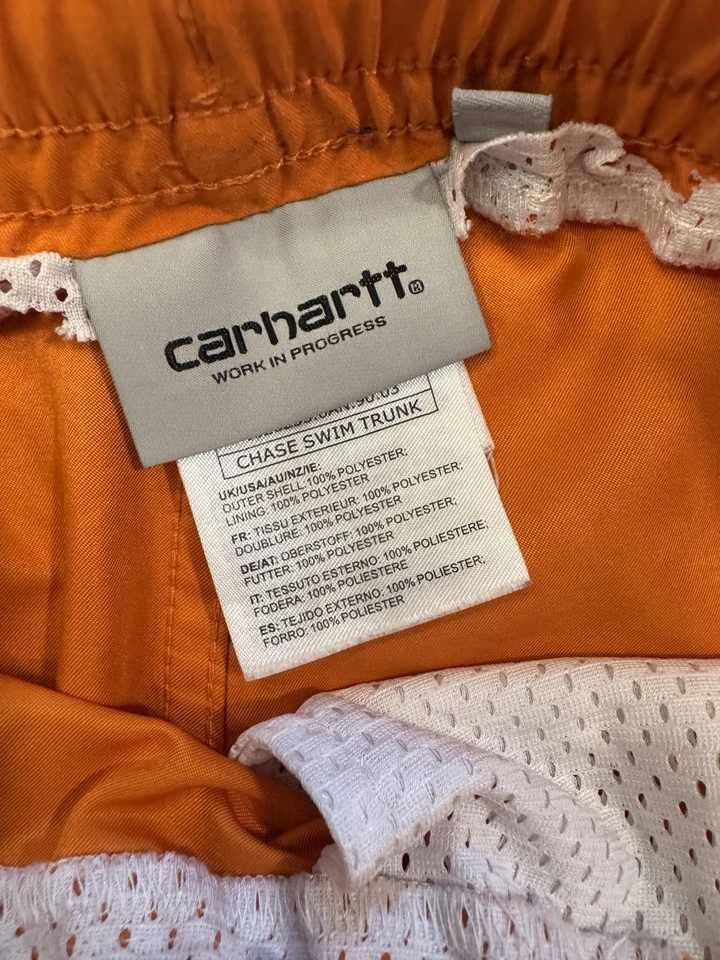 carhartt
WORK IN PROGRESS
CHASE SWIM TRUNK
UK/USA/AU/NZ/IE:
OUTER SHELL:100% POLYESTER;
LINING: 100% POLYESTER
FR: TISSU EXTERIEUR: 100% POLYESTER;
DOUBLURE: 100% POLYESTER
DE/AT: OBERSTOFF: 100% POLYESTER;
FUTTER: 100% POLYESTER
IT: TESSUTO ESTERNO: 100% POLIESTERE;
FODERA: 100% POLIESTERE
ES: TEJIDO EXTERNO: 100% POLIESTER;
FORRO: 100% POLIESTER